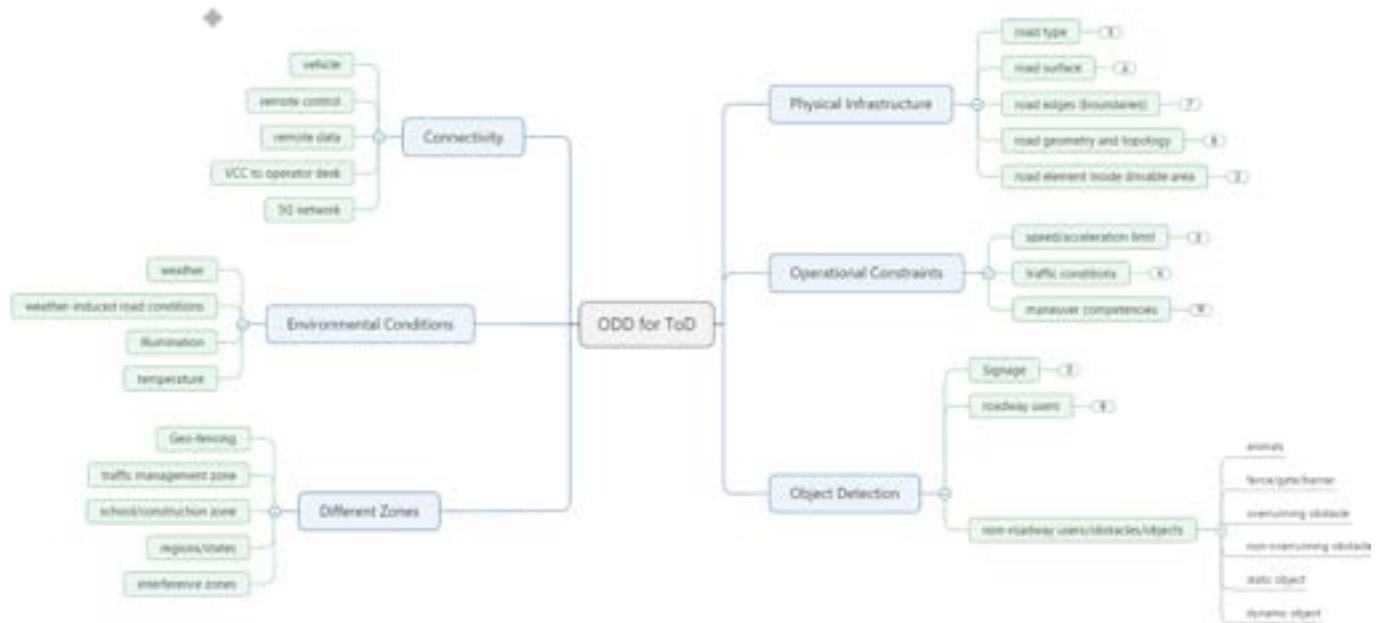 vehicle
remote control
remote data
VCC to operator desk
5G network
Connectivity
weather
weather-induced road conditions
illumination
temperature
Environmental Conditions
Geo-fencing
traffic management zone
school/construction zone
regions/states
interference zones
Different Zones
ODD for ToD
Physical Infrastructure
road type
road surface
road edges (boundaries)
7
road geometry and topology
road element inside drivable area
Operational Constraints
speed/acceleration limit
traffic conditions
maneuver competencies
Object Detection
Signage
roadway users
non-roadway users/obstacles/objects
animals
fence/gate/barrier
overrunning obstacle
non-overrunning obstacle
static object
dynamic object